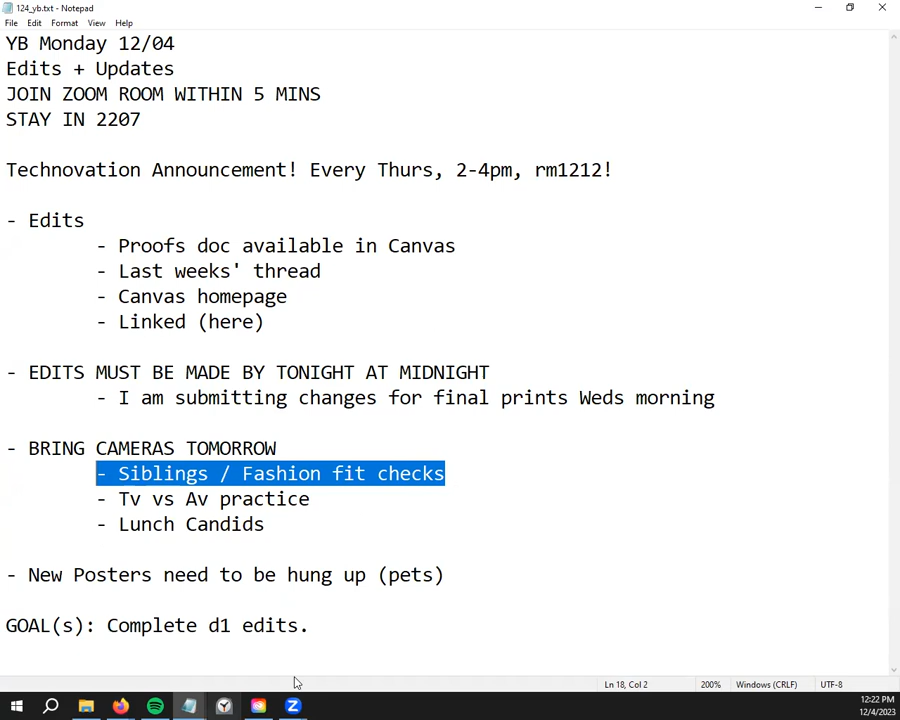 124_yb.txt - Notepad
File Edit Format View Help
YB Monday 12/04
Edits + Updates
JOIN ZOOM ROOM WITHIN 5 MINS
STAY IN 2207
Technovation Announcement! Every Thurs, 2-4pm, rm1212!
- Edits
- Proofs doc available in Canvas
- Last weeks' thread
- Canvas homepage
- Linked (here)
- EDITS MUST BE MADE BY TONIGHT AT MIDNIGHT
- I am submitting changes for final prints Weds morning
- BRING CAMERAS TOMORROW
- Siblings / Fashion fit checks
- Tv vs Av practice
- Lunch Candids
- New Posters need to be hung up (pets)
GOAL(s): Complete d1 edits.
Ln 18, Col 2 200% Windows (CRLF) UTF-8
12:22 PM
12/4/2023